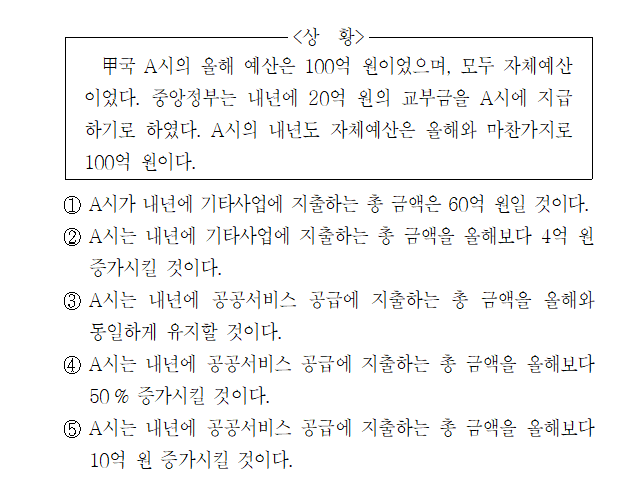 <상 황>
甲국 A시의 올해 예산은 100억 원이었으며, 모두 자체예산
이었다. 중앙정부는 내년에 20억 원의 교부금을 A시에 지급
하기로 하였다. A시의 내년도 자체예산은 올해와 마찬가지로
100억 원이다.
① A시가 내년에 기타사업에 지출하는 총 금액은 60억 원일 것이다.
② A시는 내년에 기타사업에 지출하는 총 금액을 올해보다 4억 원
증가시킬 것이다.
③ A시는 내년에 공공서비스 공급에 지출하는 총 금액을 올해와
동일하게 유지할 것이다.
④ A시는 내년에 공공서비스 공급에 지출하는 총 금액을 올해보다
50% 증가시킬 것이다.
⑤ A시는 내년에 공공서비스 공급에 지출하는 총 금액을 올해보다
10억 원 증가시킬 것이다.